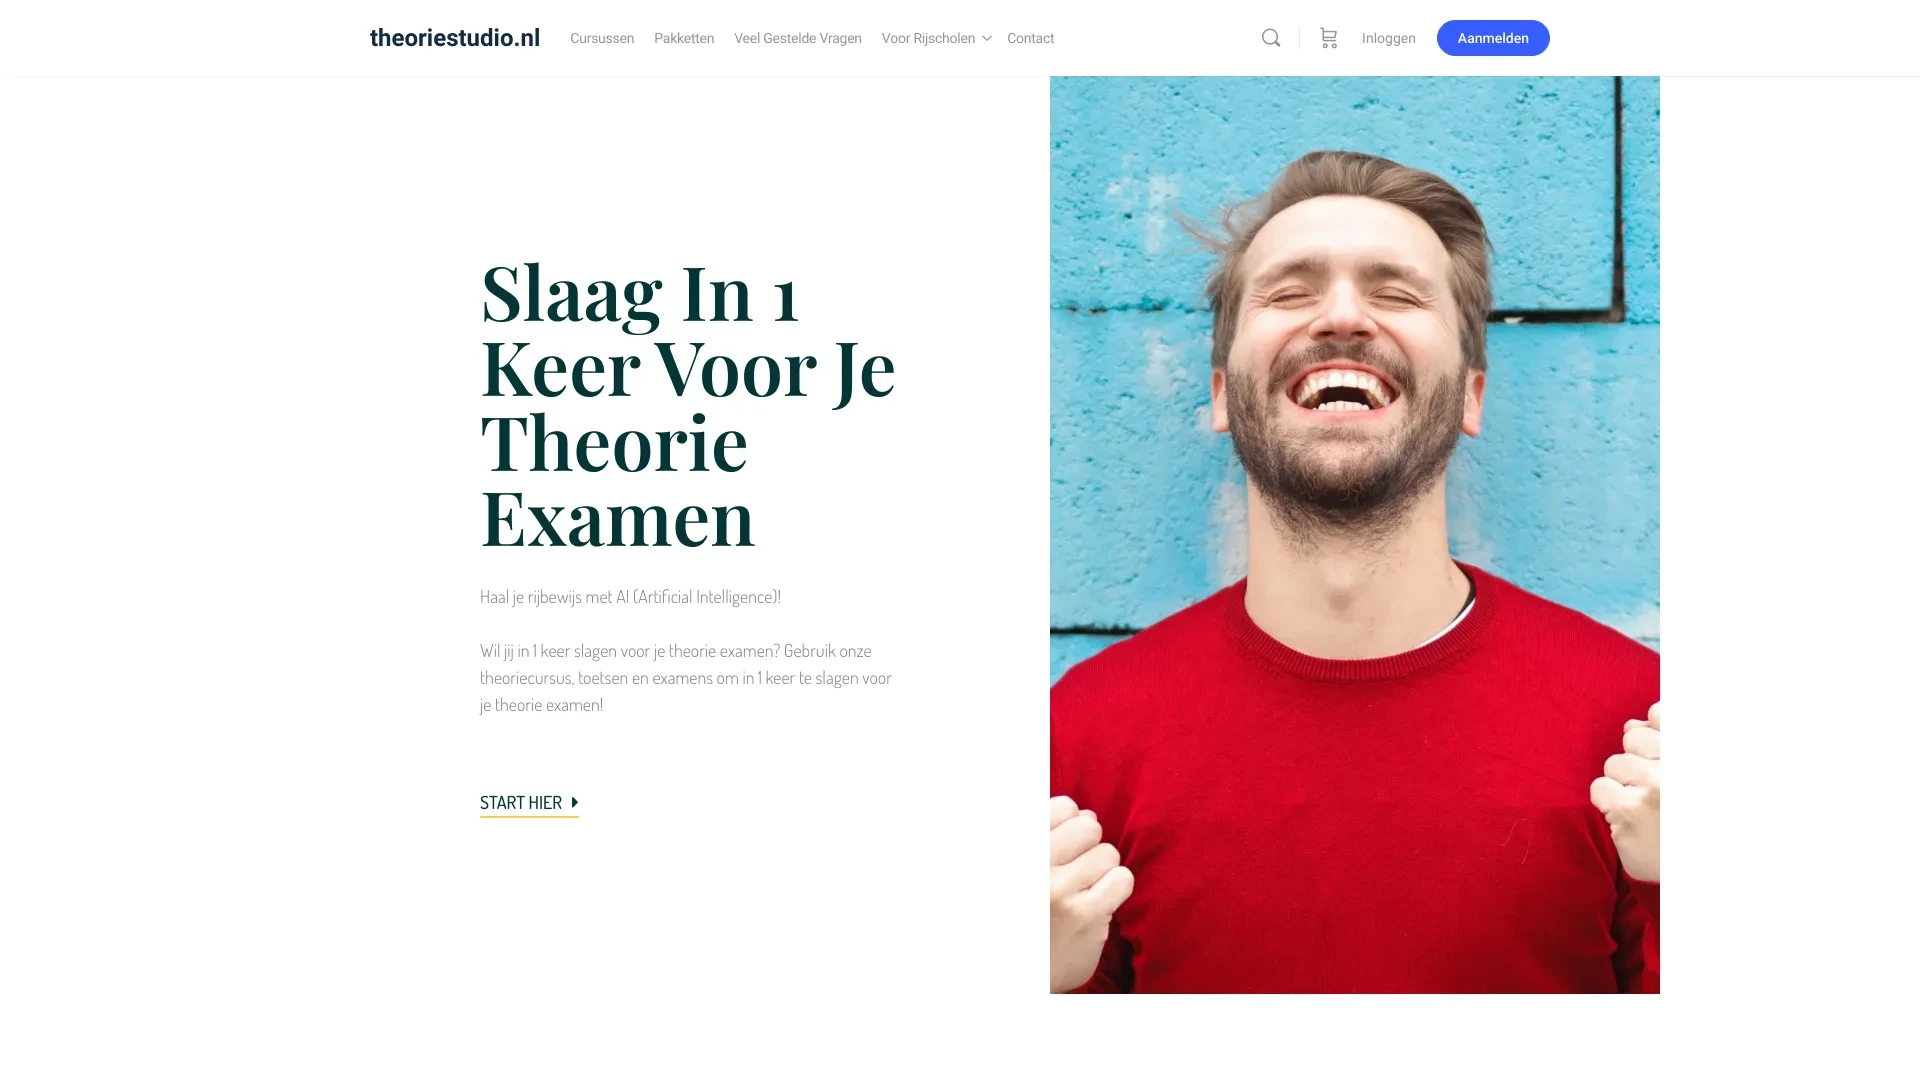 theoriestudio.nl
Cursussen
Pakketten
Veel Gestelde Vragen
Voor Rijscholen
Contact
Inloggen
Aanmelden
Slaag In 1
Keer Voor Je
Theorie
Examen
Haal je rijbewijs met AI (Artificial Intelligence)!
Wil jij in 1 keer slagen voor je theorie examen? Gebruik onze
theoriecursus, toetsen en examens om in 1 keer te slagen voor
je theorie examen!
START HIER